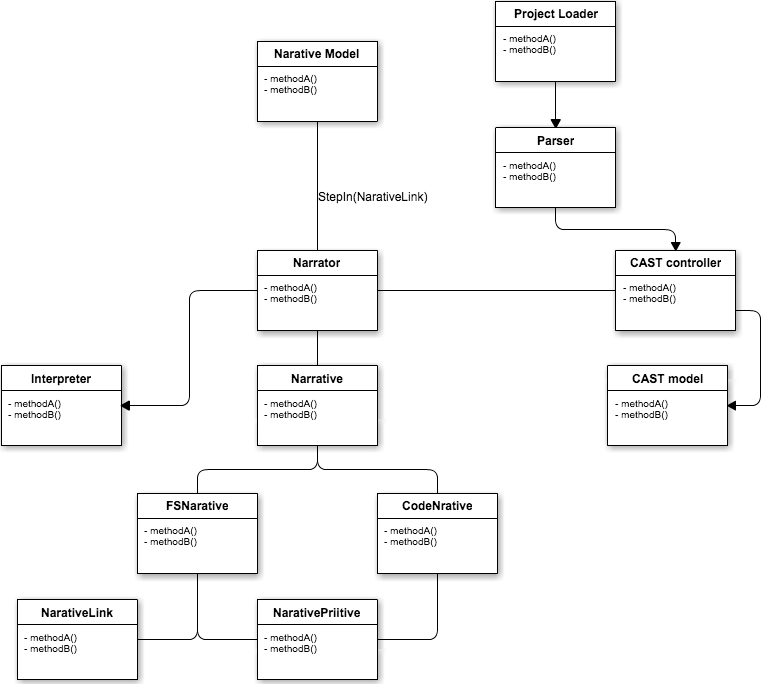 Project Loader
- methodA()
- methodB()
Narative Model
- methodA()
- methodB()
Parser
- methodA()
- methodB()
StepIn(NarativeLink)
Narrator
- methodA()
- methodB()
CAST controller
- methodA()
- methodB()
Interpreter
- methodA()
- methodB()
Narrative
- methodA()
- methodB()
CAST model
- methodA()
- methodB()
FSNarative
- methodA()
- methodB()
CodeNrative
- methodA()
- methodB()
NarativeLink
- methodA()
- methodB()
NarativePriitive
- methodA()
- methodB()